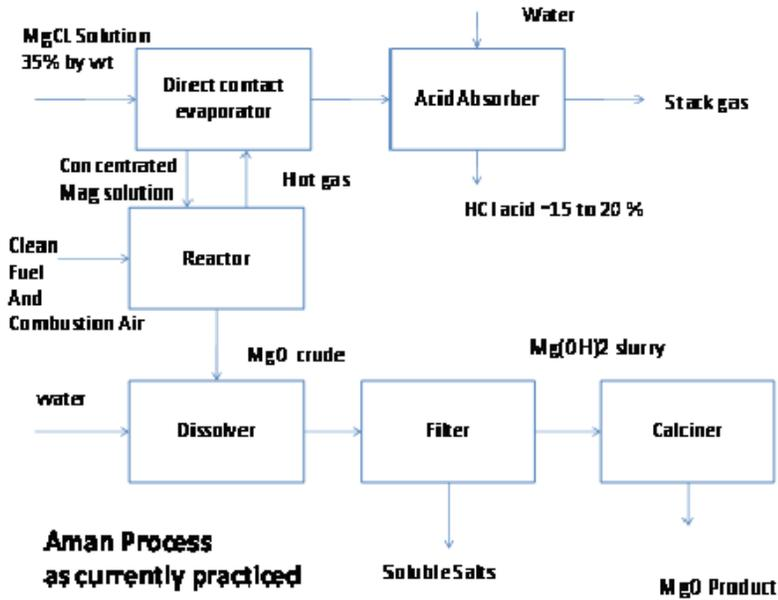 Water
MgCL Solution
35% by wt
Direct contact
evaporator
Acid Absorber
Stack gas
Concentrated
Mag solution
Hot gas
HCl acid ~15 to 20 %
Clean
Fuel
And
Combustion Air
Reactor
MgO crude
Mg(OH)2 slurry
water
Dissolver
Filter
Calciner
Aman Process
as currently practiced
Soluble Salts
MgO Product